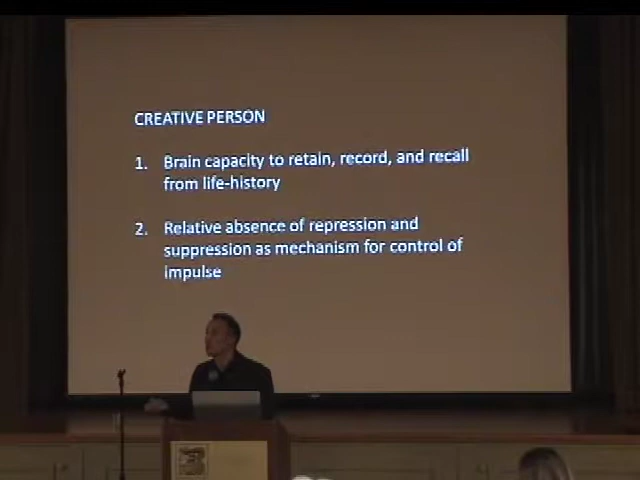 CREATIVE PERSON
1. Brain capacity to retain, record, and recall
from life-history
2. Relative absence of repression and
suppression as mechanism for control of
impulse